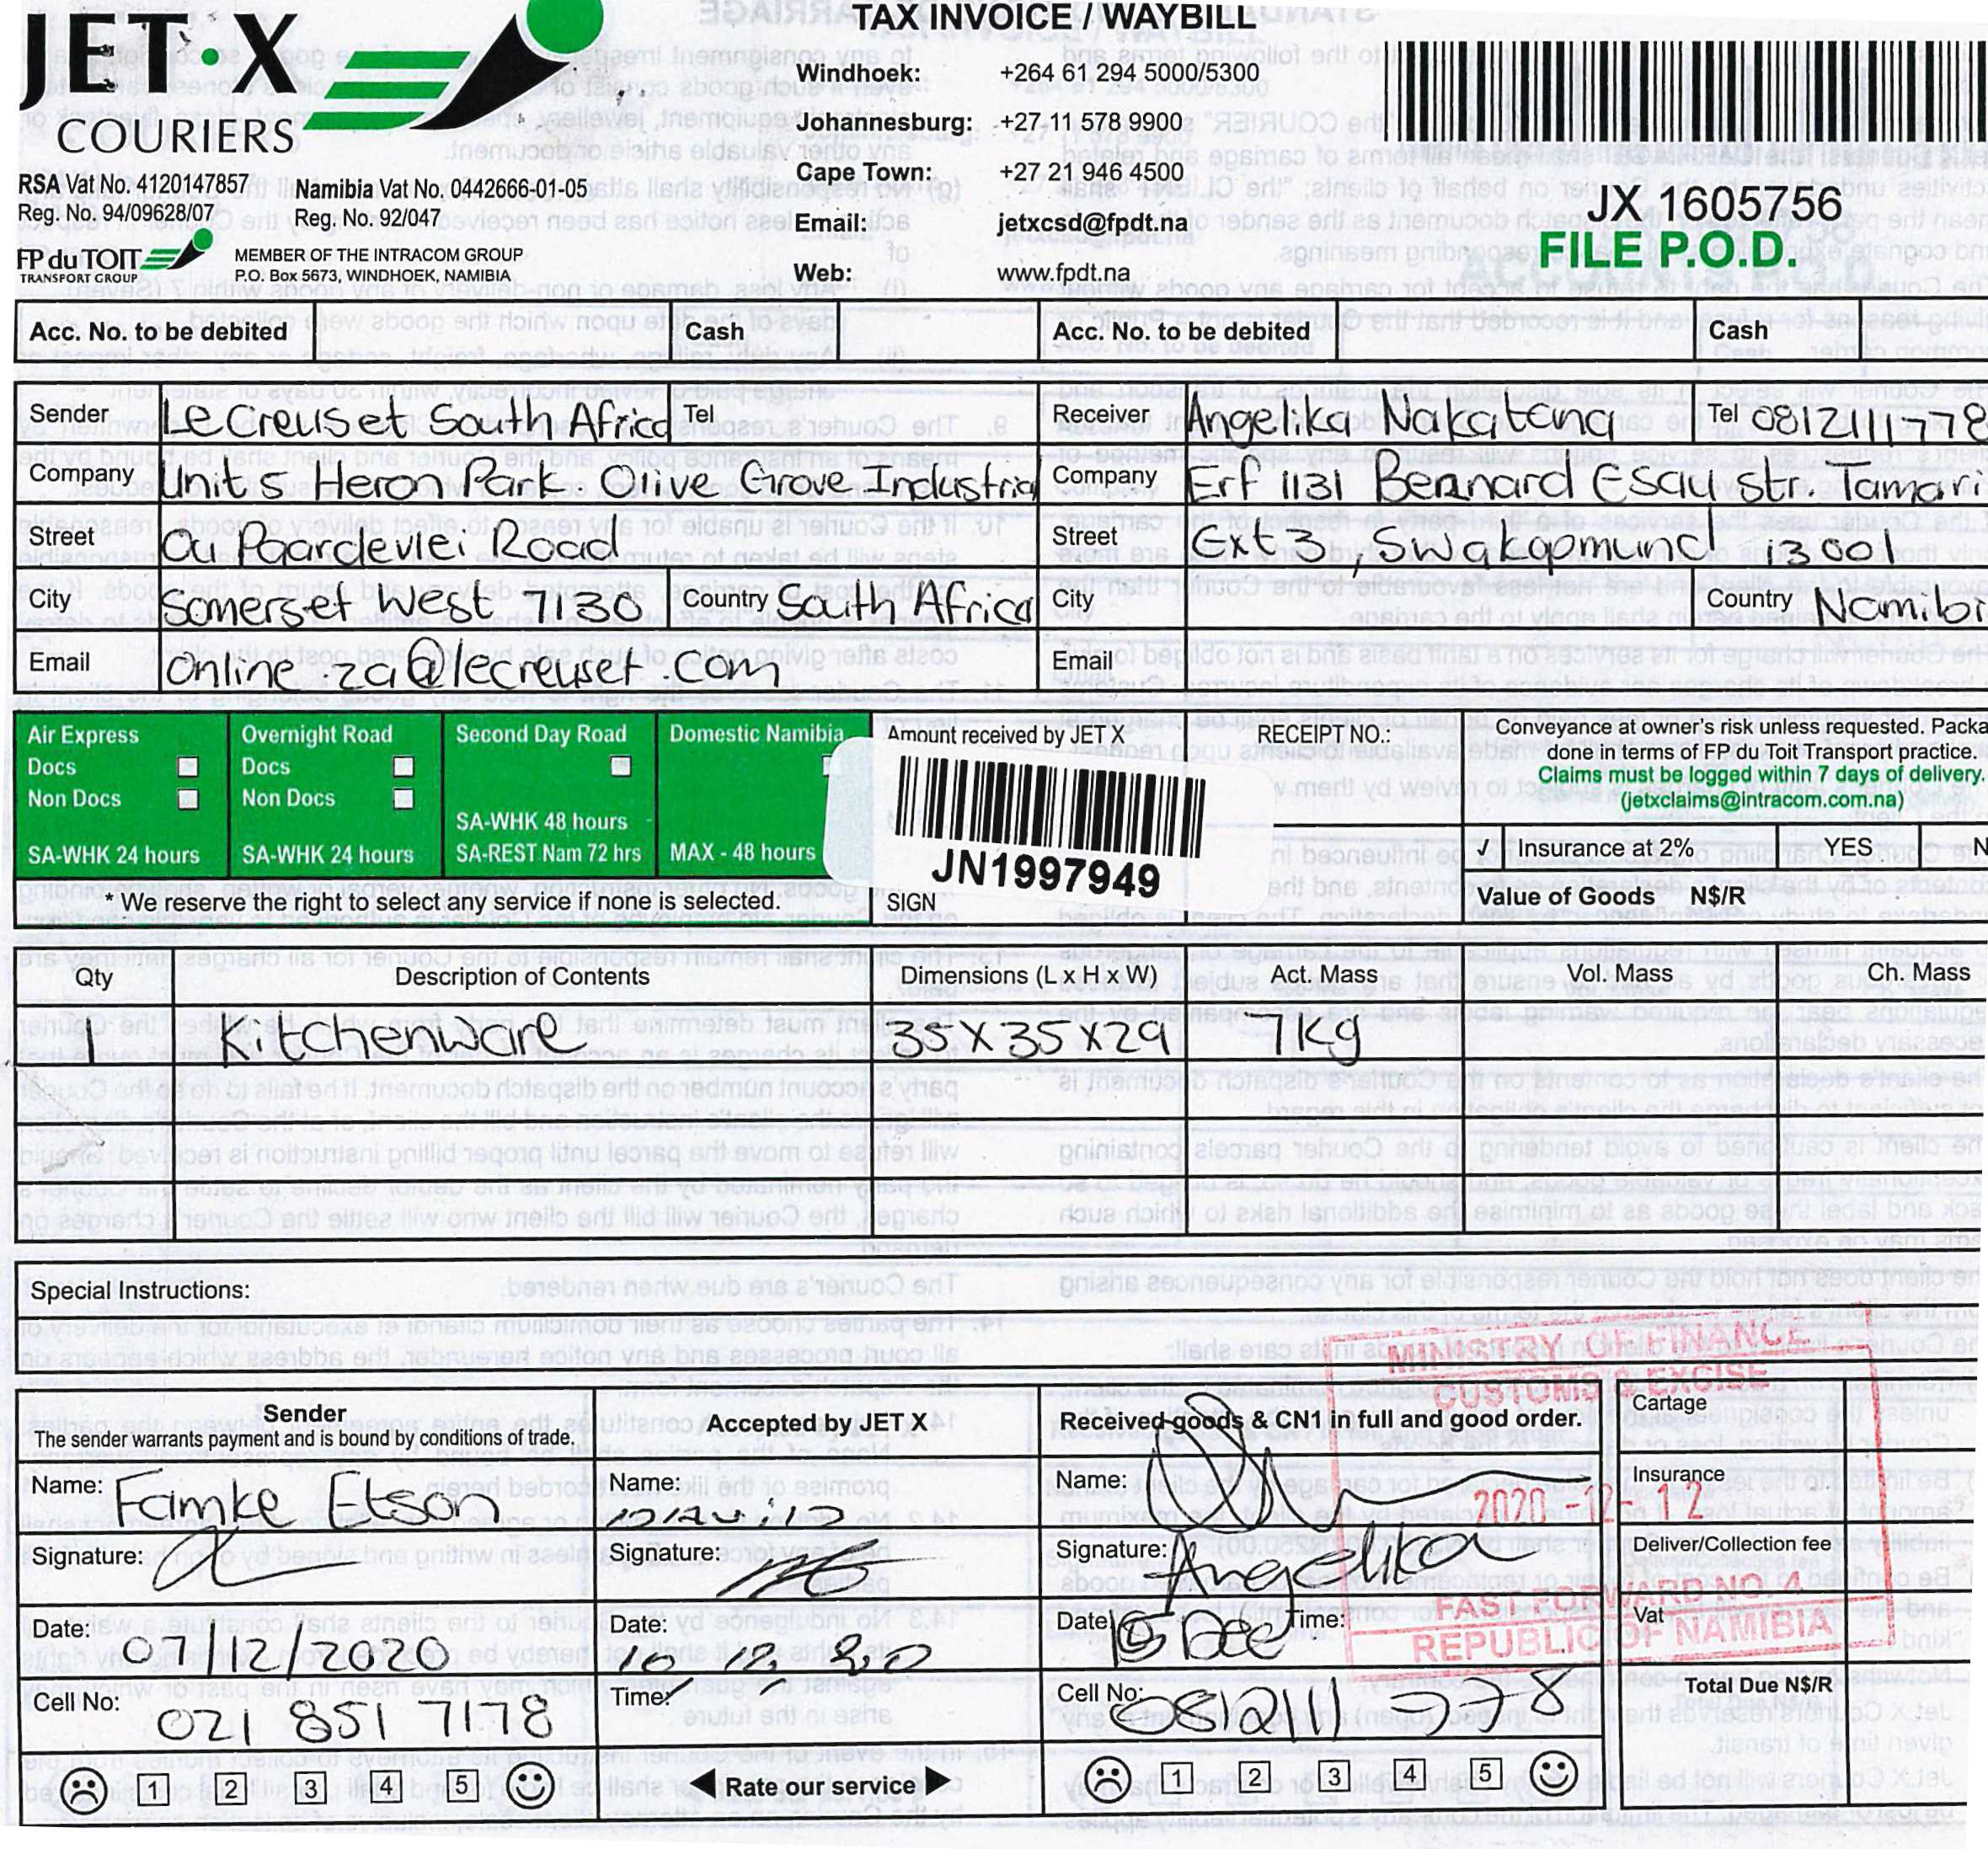 TAX INVOICE / WAYBILL
JET·X
COURIERS
RSA Vat No. 4120147857
Reg. No. 94/09628/07
Namibia Vat No. 0442666-01-05
Reg. No. 92/047
FP du TOIT
TRANSPORT GROUP
MEMBER OF THE INTRACOM GROUP
P.O. Box 5673, WINDHOEK, NAMIBIA
Windhoek: +264 61 294 5000/5300
Johannesburg: +27 11 578 9900
Cape Town: +27 21 946 4500
Email: jetxcsd@fpdt.na
Web: www.fpdt.na
JX 1605756
FILE P.O.D.
Acc. No. to be debited Cash Acc. No. to be debited Cash
Sender Le Creuset South Africa Tel
Company Unit 5 Heron Park Olive Grove Industrial
Street Old Paardevlei Road
City Somerset West 7130 Country South Africa
Email online.za@lecreuset.com
Receiver Angelika Nakatena Tel 0812111778
Company Erf 1131 Bernard Esau Str. Tamari
Street Ext 3, Swakopmund 13001
City Country Namibi
Email
Air Express
Docs
Non Docs
SA-WHK 24 hours
Overnight Road
Docs
Non Docs
SA-WHK 24 hours
Second Day Road
SA-WHK 48 hours
SA-REST Nam 72 hrs
Domestic Namibia
MAX - 48 hours
* We reserve the right to select any service if none is selected.
Amount received by JET X
JN1997949
SIGN
RECEIPT NO.:
Conveyance at owner's risk unless requested. Packa
done in terms of FP du Toit Transport practice.
Claims must be logged within 7 days of delivery.
(jetxclaims@intracom.com.na)
√ Insurance at 2% YES N
Value of Goods N$/R
Qty Description of Contents Dimensions (L x H x W) Act. Mass Vol. Mass Ch. Mass
1 Kitchenware 35 x 35 x 29 7kg
Special Instructions:
Sender
The sender warrants payment and is bound by conditions of trade.
Name: Famke Etson
Signature:
Date: 07/12/2020
Cell No: 021 851 7178
Accepted by JET X
Name:
Signature:
Date:
Time:
Received goods & CN1 in full and good order.
Name:
Signature: Angelika
Date: Dec Time:
Cell No: 0812111778
MINISTRY OF FINANCE
CUSTOMS & EXCISE
2020 -12- 12
FAST FORWARD NO. 4
REPUBLIC OF NAMIBIA
Cartage
Insurance
Deliver/Collection fee
Vat
Total Due N$/R
1 2 3 4 5
Rate our service
1 2 3 4 5